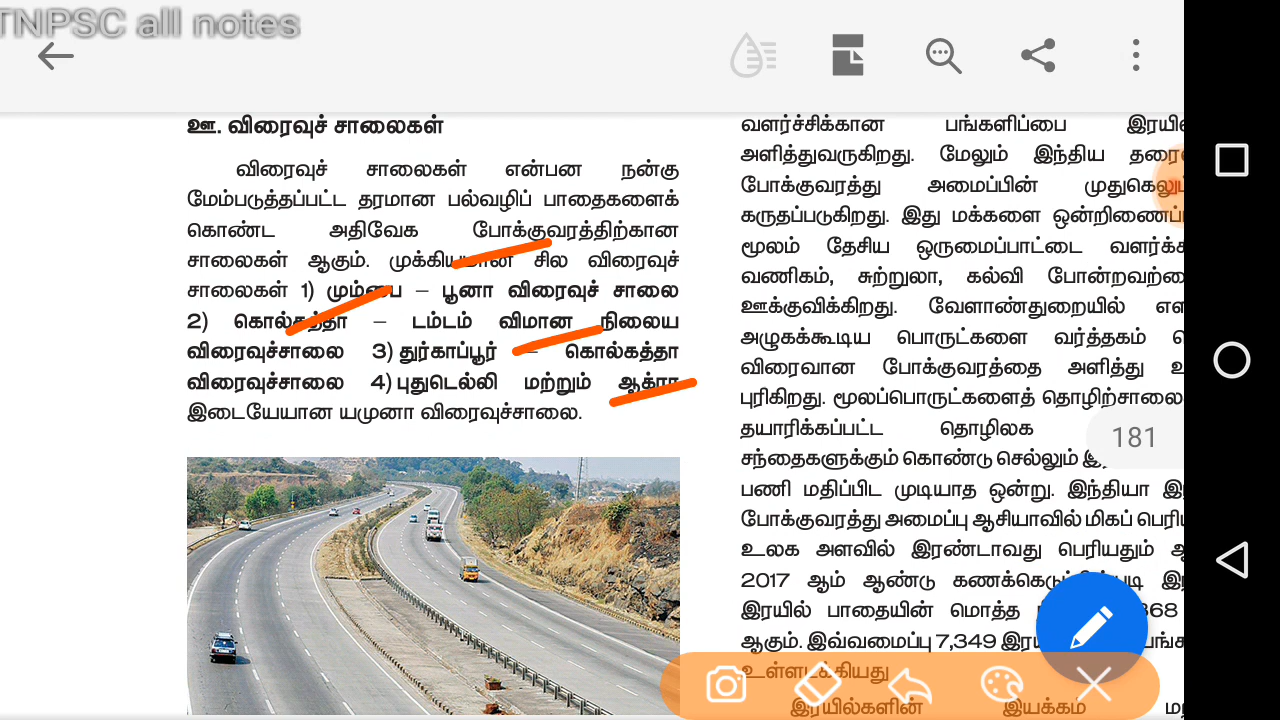 TNPSC all notes
ஊ. விரைவுச் சாலைகள்
விரைவுச் சாலைகள் என்பன நன்கு
மேம்படுத்தப்பட்ட தரமான பல்வழிப் பாதைகளைக்
கொண்ட அதிவேக போக்குவரத்திற்கான
சாலைகள் ஆகும். முக்கியமான சில விரைவுச்
சாலைகள் 1) மும்பை – பூனா விரைவுச் சாலை
2) கொல்கத்தா – டம்டம் விமான நிலைய
விரைவுச்சாலை 3) துர்காப்பூர் – கொல்கத்தா
விரைவுச்சாலை 4) புதுடெல்லி மற்றும் ஆக்ரா
இடையேயான யமுனா விரைவுச்சாலை.
வளர்ச்சிக்கான பங்களிப்பை
அளித்துவருகிறது. மேலும் இந்திய
போக்குவரத்து அமைப்பின்
கருதப்படுகிறது. இது மக்களை
மூலம் தேசிய ஒருமைப்பாட்டை
வணிகம், சுற்றுலா, கல்வி
ஊக்குவிக்கிறது. வேளாண்துறையில்
அழுகக்கூடிய பொருட்களை வர்த்தகம்
விரைவான போக்குவரத்தை அளித்து
புரிகிறது. மூலப்பொருட்களைத்
தயாரிக்கப்பட்ட தொழிலக
181
சந்தைகளுக்கும் கொண்டு செல்லும்
பணி மதிப்பிட முடியாத ஒன்று. இந்தியா
போக்குவரத்து அமைப்பு ஆசியாவில் மிகப்
உலக அளவில் இரண்டாவது பெரியதும்
2017 ஆம் ஆண்டு
இரயில் பாதையின் மொத்த
ஆகும். இவ்வமைப்பு 7,349
உள்ளடக்கியது
இரயில்களின் இயக்கம்